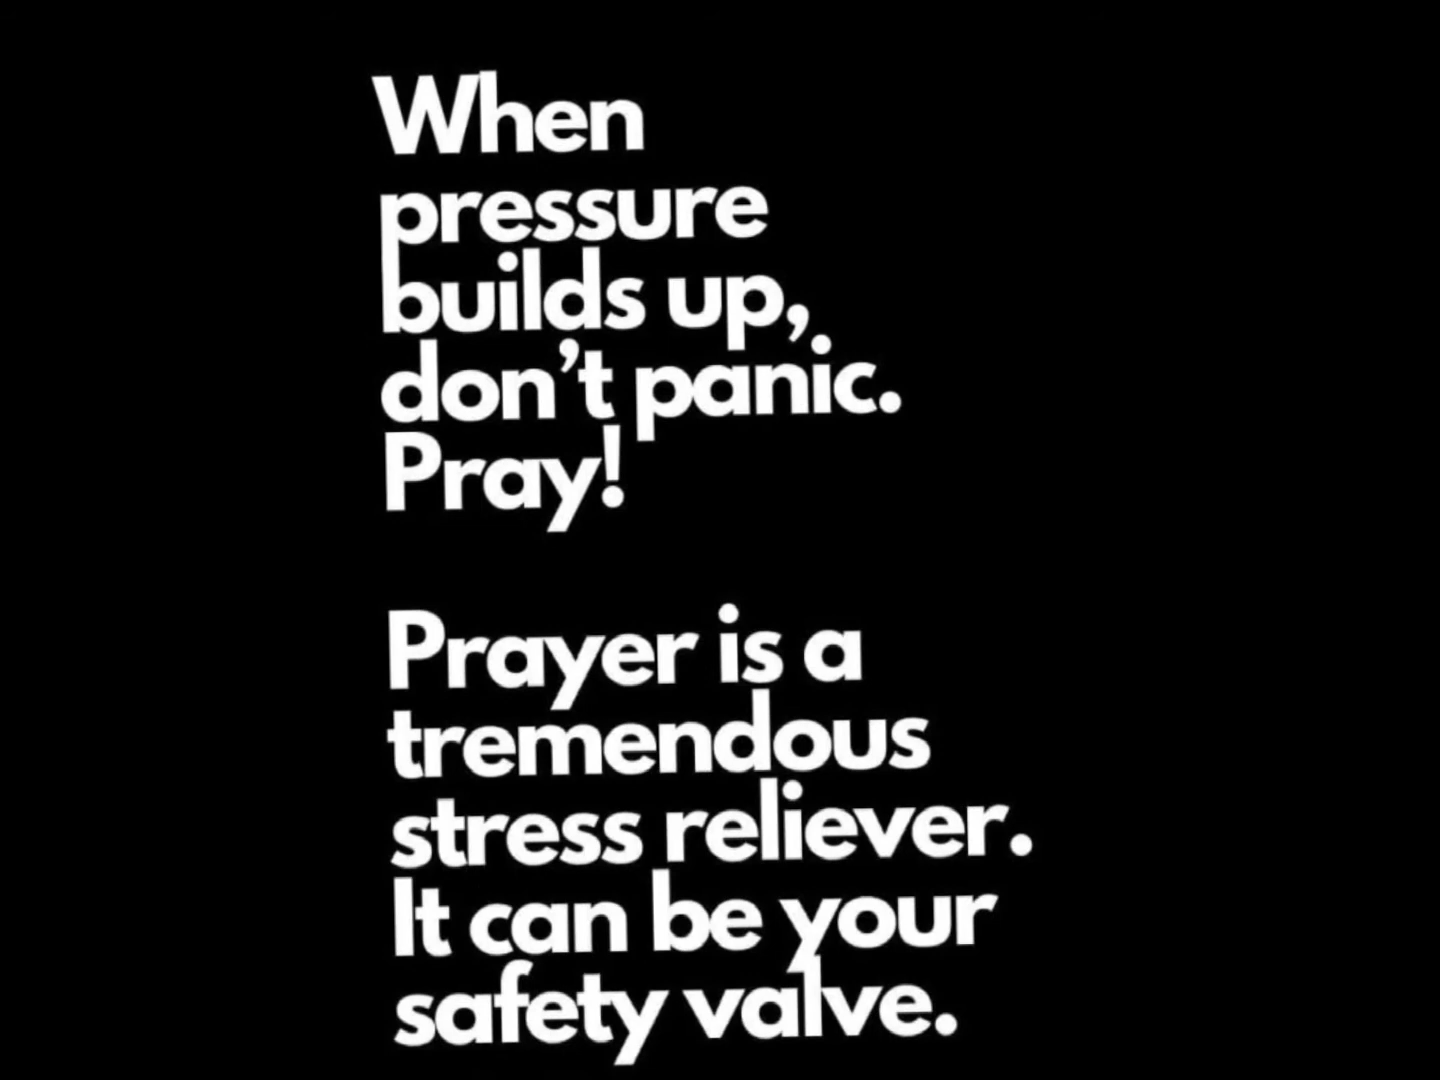 When
pressure
builds up,
don't panic.
Pray!
Prayer is a
tremendous
stress reliever.
It can be your
safety valve.